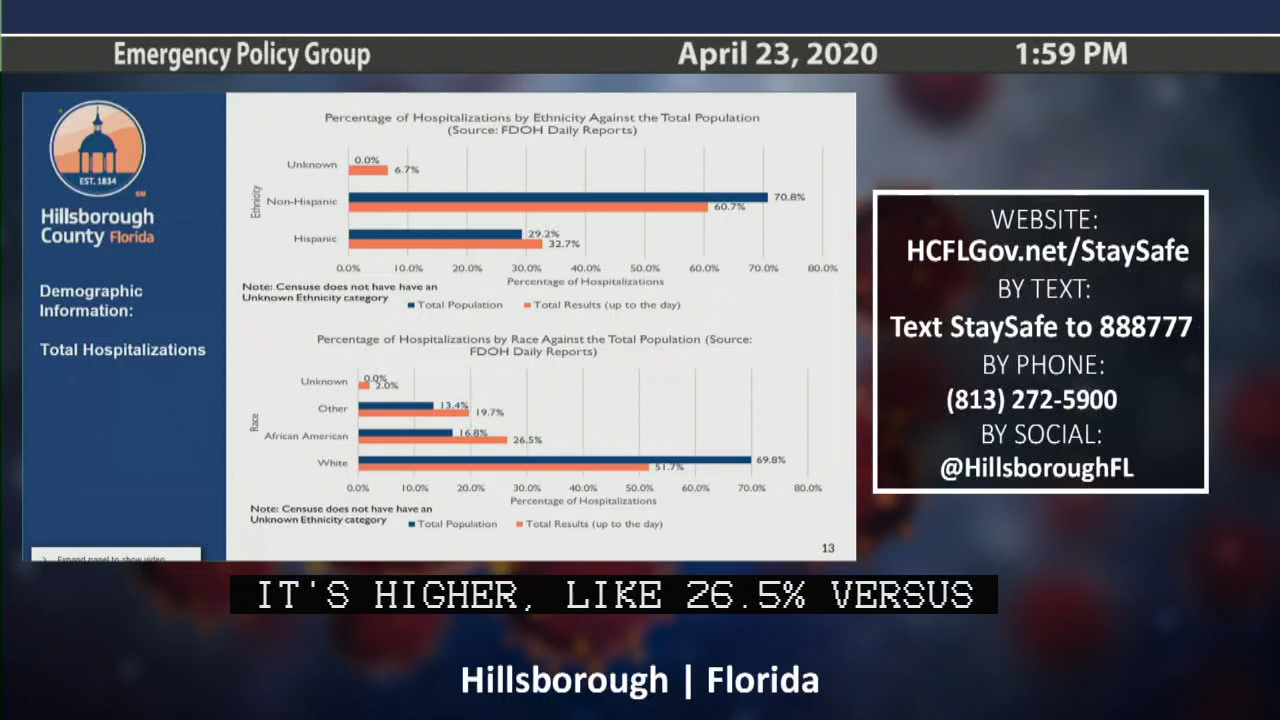 Emergency Policy Group
April 23, 2020
1:59 PM
EST. 1834
SM
Hillsborough
County Florida
Demographic
Information:
Total Hospitalizations
Percentage of Hospitalizations by Ethnicity Against the Total Population
(Source: FDOH Daily Reports)
Ethnicity
Unknown
0.0%
6.7%
Non-Hispanic
70.8%
60.7%
Hispanic
29.2%
32.7%
0.0% 10.0% 20.0% 30.0% 40.0% 50.0% 60.0% 70.0% 80.0%
Percentage of Hospitalizations
Note: Censuse does not have have an
Unknown Ethnicity category
Total Population
Total Results (up to the day)
Percentage of Hospitalizations by Race Against the Total Population (Source:
FDOH Daily Reports)
Race
Unknown
0.0%
2.0%
Other
13.4%
19.7%
African American
16.8%
26.5%
White
69.8%
51.7%
0.0% 10.0% 20.0% 30.0% 40.0% 50.0% 60.0% 70.0% 80.0%
Percentage of Hospitalizations
Note: Censuse does not have have an
Unknown Ethnicity category
Total Population
Total Results (up to the day)
13
> Expand panel to show video
WEBSITE:
HCFLGov.net/StaySafe
BY TEXT:
Text StaySafe to 888777
BY PHONE:
(813) 272-5900
BY SOCIAL:
@HillsboroughFL
IT'S HIGHER, LIKE 26.5% VERSUS
Hillsborough | Florida